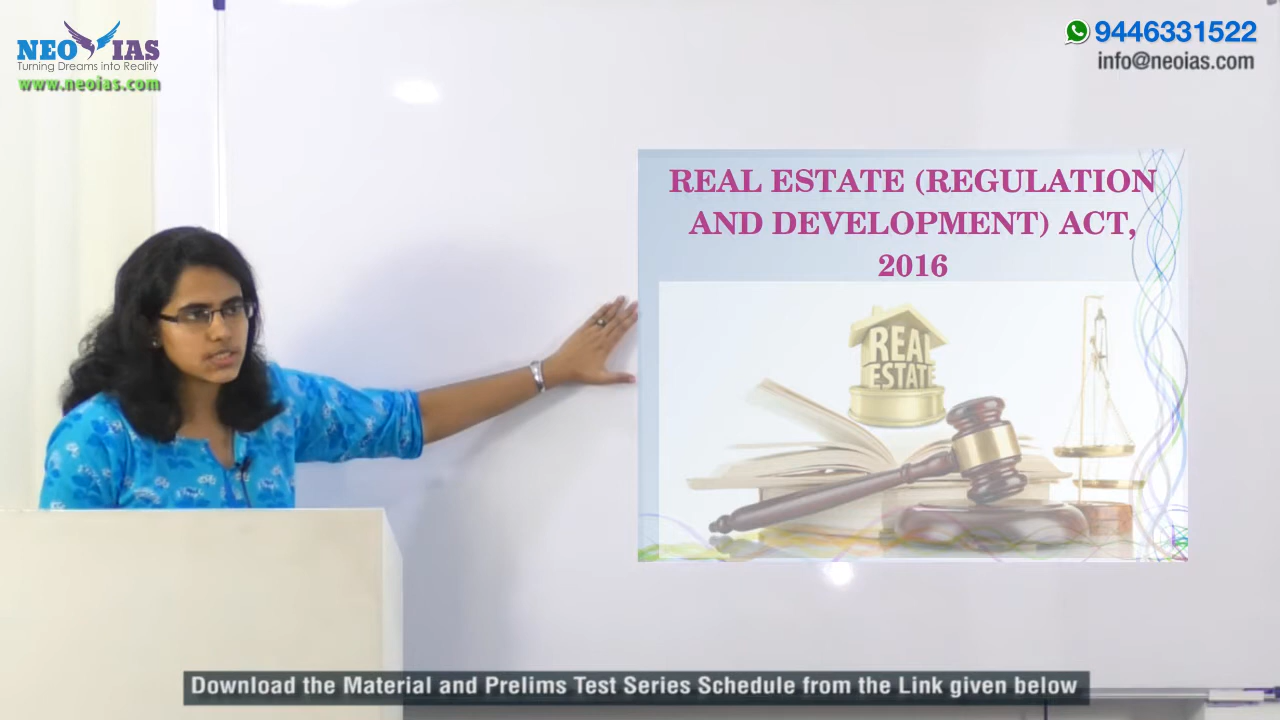 NEO IAS
Turning Dreams into Reality
www.neoias.com
9446331522
info@neoias.com
REAL ESTATE (REGULATION
AND DEVELOPMENT) ACT,
2016
REAL
ESTATE
Download the Material and Prelims Test Series Schedule from the Link given below